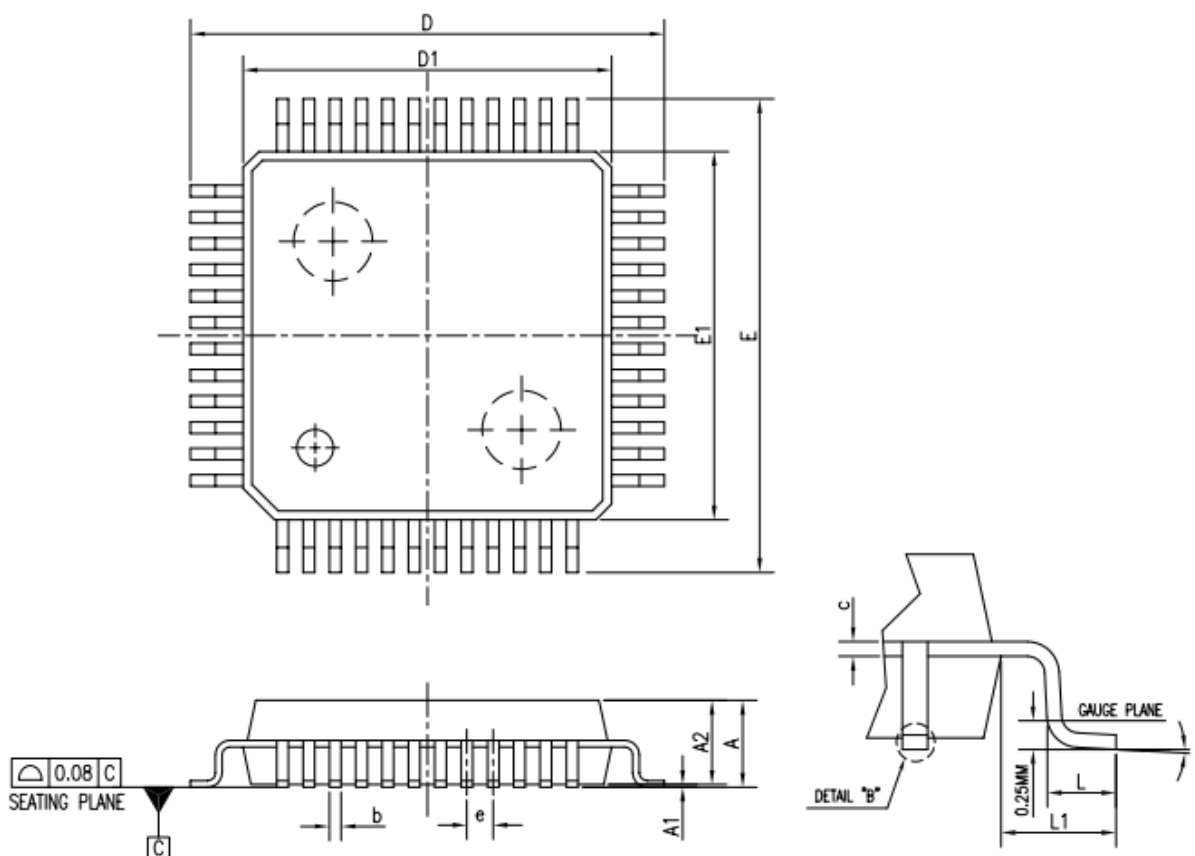 D
D1
E1
E
c
GAUGE PLANE
A2
A
0.08 C
SEATING PLANE
0.25MM
DETAIL "B"
L
b
e
A1
L1
C